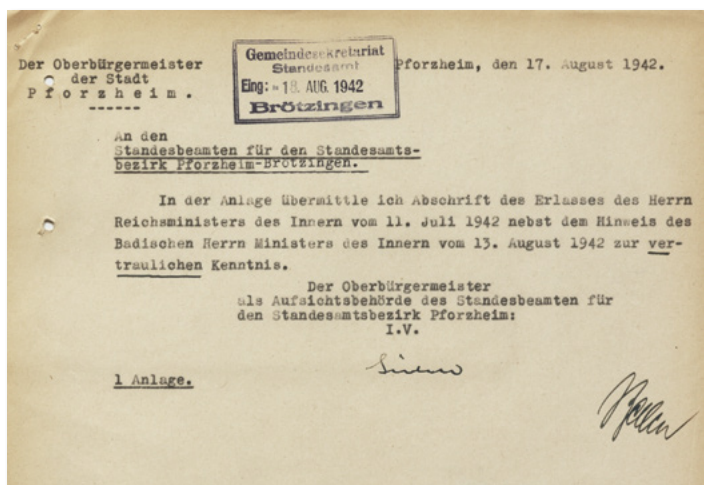 Der Oberbürgermeister
der Stadt
Pforzheim.
------
Gemeindesekretariat
Standesamt
Eing: 18. AUG. 1942
Brötzingen
Pforzheim, den 17. August 1942.
An den
Standesbeamten für den Standesamts-
bezirk Pforzheim-Brötzingen.
In der Anlage übermittle ich Abschrift des Erlasses des Herrn
Reichsministers des Innern vom 11. Juli 1942 nebst dem Hinweis des
Badischen Herrn Ministers des Innern vom 13. August 1942 zur ver-
traulichen Kenntnis.
Der Oberbürgermeister
als Aufsichtsbehörde des Standesbeamten für
den Standesamtsbezirk Pforzheim:
I.V.
1 Anlage.